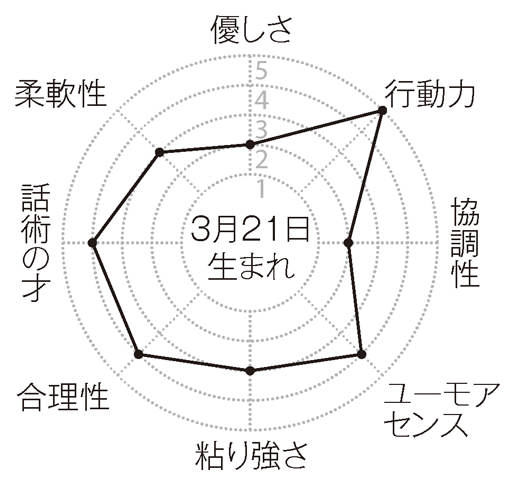 優しさ
行動力
協調性
ユーモア
センス
粘り強さ
合理性
話術の才
柔軟性
5
4
3
2
1
3月21日
生まれ